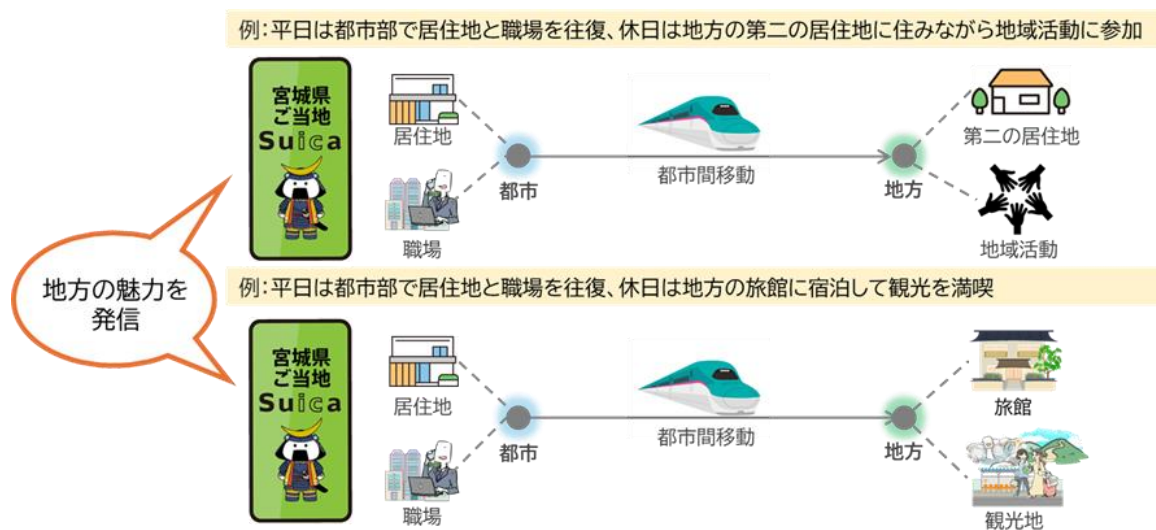 例：平日は都市部で居住地と職場を往復、休日は地方の第二の居住地に住みながら地域活動に参加
宮城県
ご当地
Suica
居住地
職場
都市
都市間移動
地方
第二の居住地
地域活動
地方の魅力を
発信
例：平日は都市部で居住地と職場を往復、休日は地方の旅館に宿泊して観光を満喫
宮城県
ご当地
Suica
居住地
職場
都市
都市間移動
地方
旅館
観光地